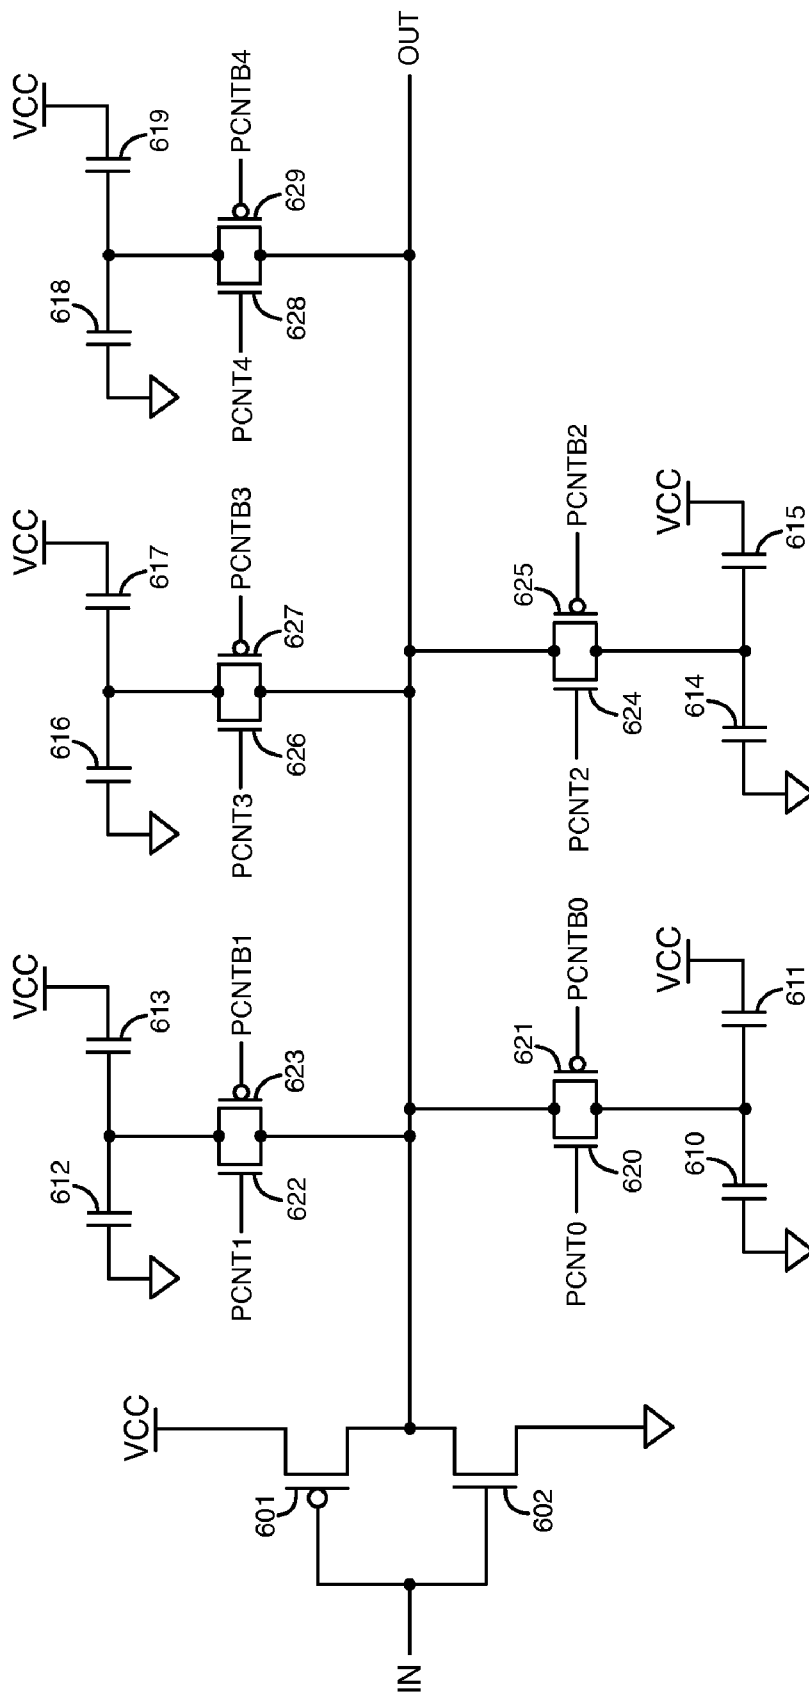 VCC
619
618
PCNTB4
629
628
PCNT4
OUT
VCC
617
616
PCNTB3
627
626
PCNT3
PCNTB2
625
624
PCNT2
VCC
615
614
VCC
613
612
PCNTB1
623
622
PCNT1
PCNTB0
621
620
PCNT0
VCC
611
610
VCC
601
602
IN